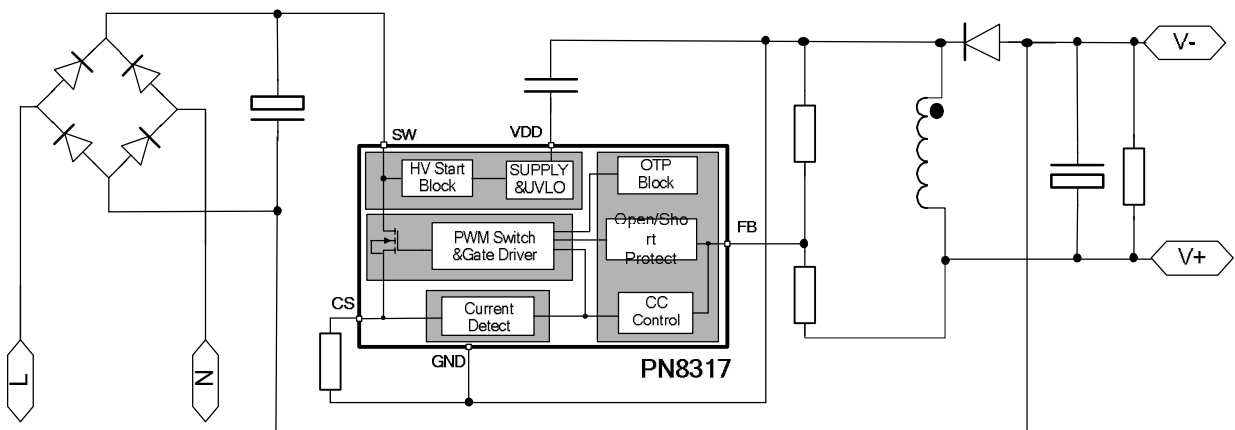 V-
SW
VDD
HV Start
Block
SUPPLY
&UVLO
OTP
Block
PWM Switch
&Gate Driver
Open/Sho
rt
Protect
FB
V+
CS
Current
Detect
CC
Control
GND
PN8317
L
N